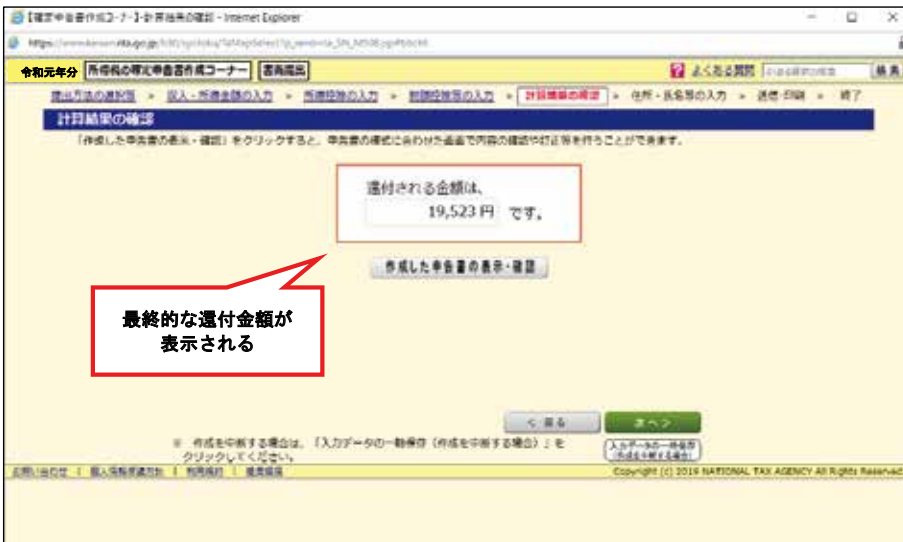 【確定申告書作成コーナー】-計算結果の確認 - Internet Explorer
令和元年分 所得税の確定申告書作成コーナー 書面提出 ? よくある質問 検索
提出方法の選択等 » 収入・所得金額の入力 » 所得控除の入力 » 税額控除等の入力 » 計算結果の確認 » 住所・氏名等の入力 » 送信・印刷 » 終了
計算結果の確認
「作成した申告書の表示・確認」をクリックすると、申告書の様式に合わせた画面で内容の確認や訂正等を行うことができます。
還付される金額は、
19,523 円 です。
作成した申告書の表示・確認
最終的な還付金額が
表示される
< 戻る 次へ >
※ 作成を中断する場合は、「入力データの一時保存（作成を中断する場合）」を
クリックしてください。
入力データの一時保存
（作成を中断する場合）
お問い合わせ | 個人情報保護方針 | 利用規約 | 推奨環境 Copyright (c) 2019 NATIONAL TAX AGENCY All Rights Reserved